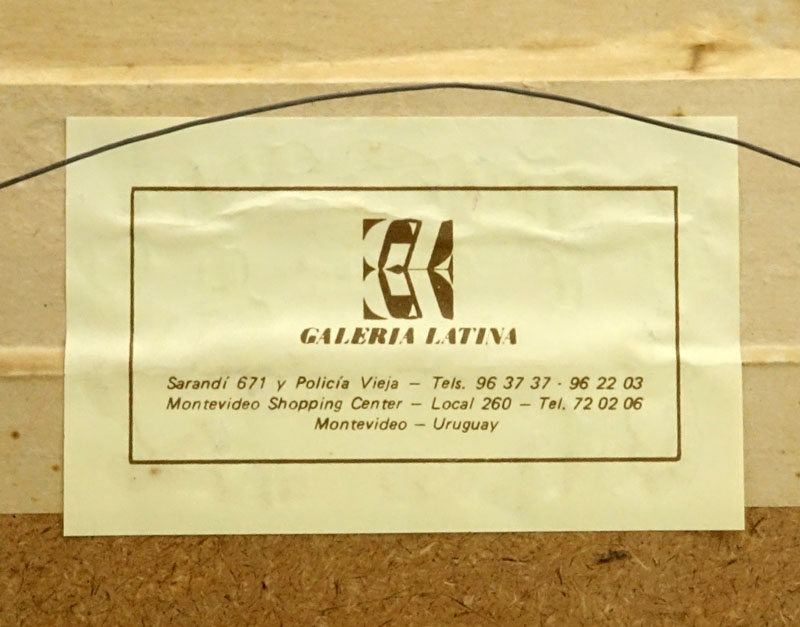 GALERIA LATINA
Sarandí 671 y Policía Vieja – Tels. 96 37 37 · 96 22 03
Montevideo Shopping Center – Local 260 – Tel. 72 02 06
Montevideo – Uruguay